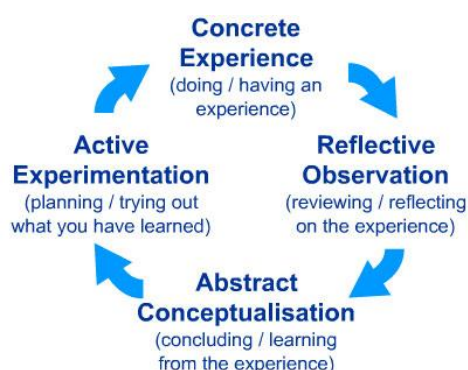 Concrete
Experience
(doing / having an
experience)
Reflective
Observation
(reviewing / reflecting
on the experience)
Abstract
Conceptualisation
(concluding / learning
from the experience)
Active
Experimentation
(planning / trying out
what you have learned)